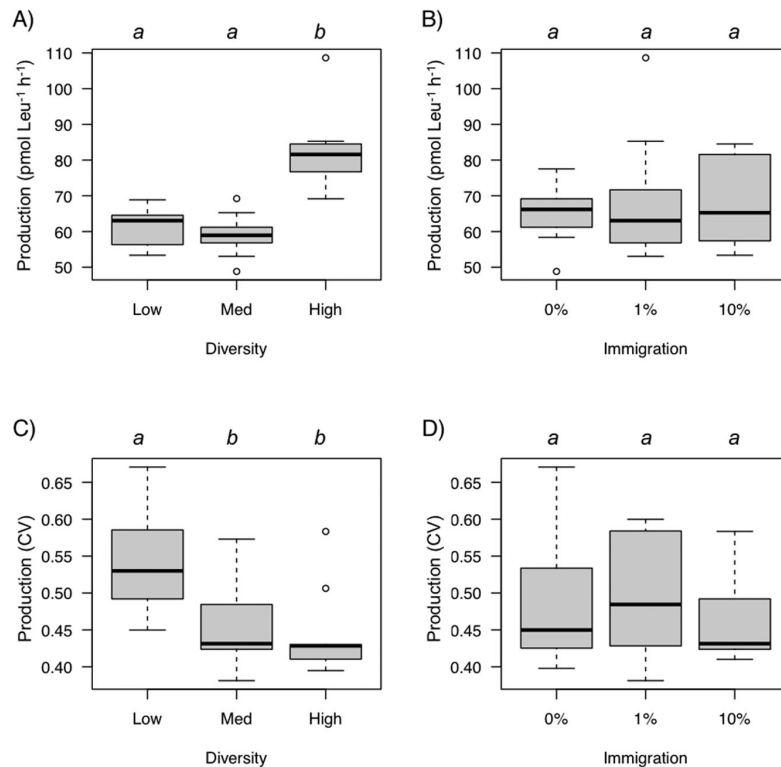 A)
a a b
Production (pmol Leu⁻¹ h⁻¹)
110
100
90
80
70
60
50
Low Med High
Diversity
B)
a a a
Production (pmol Leu⁻¹ h⁻¹)
110
100
90
80
70
60
50
0% 1% 10%
Immigration
C)
a b b
Production (CV)
0.65
0.60
0.55
0.50
0.45
0.40
Low Med High
Diversity
D)
a a a
Production (CV)
0.65
0.60
0.55
0.50
0.45
0.40
0% 1% 10%
Immigration